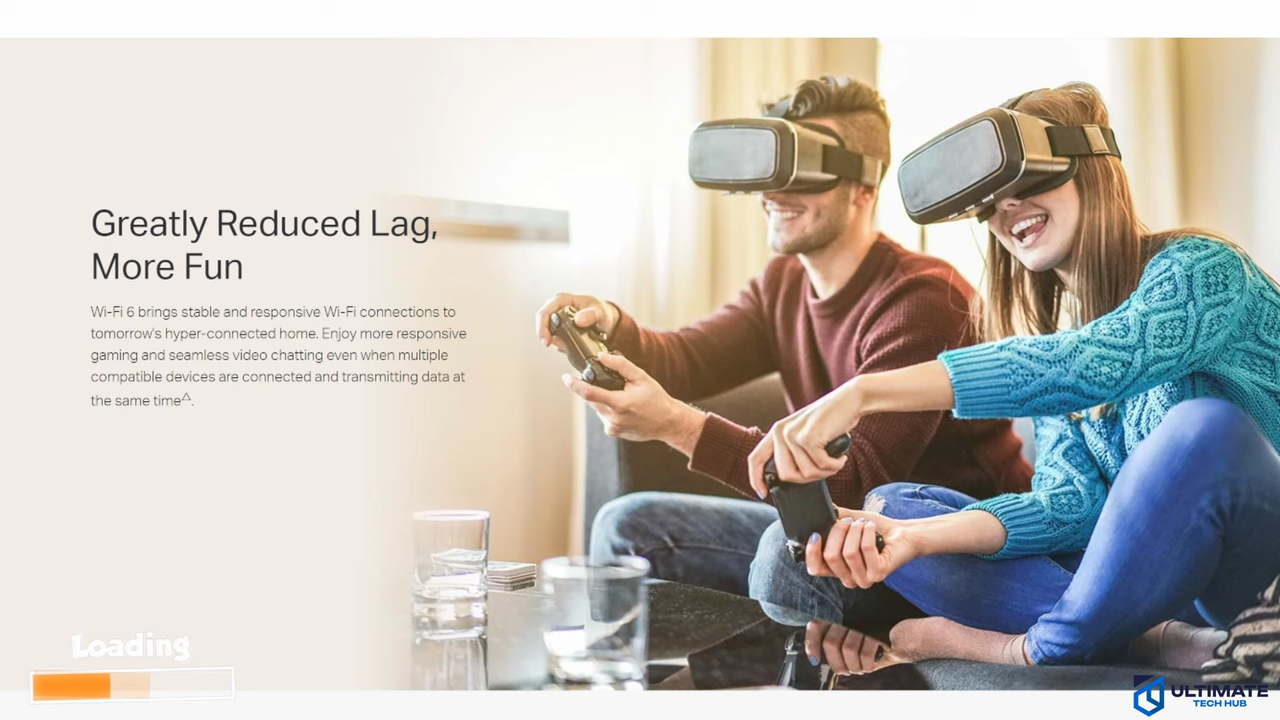 Greatly Reduced Lag,
More Fun
Wi-Fi 6 brings stable and responsive Wi-Fi connections to
tomorrow's hyper-connected home. Enjoy more responsive
gaming and seamless video chatting even when multiple
compatible devices are connected and transmitting data at
the same time△.
Loading
ULTIMATE
TECH HUB